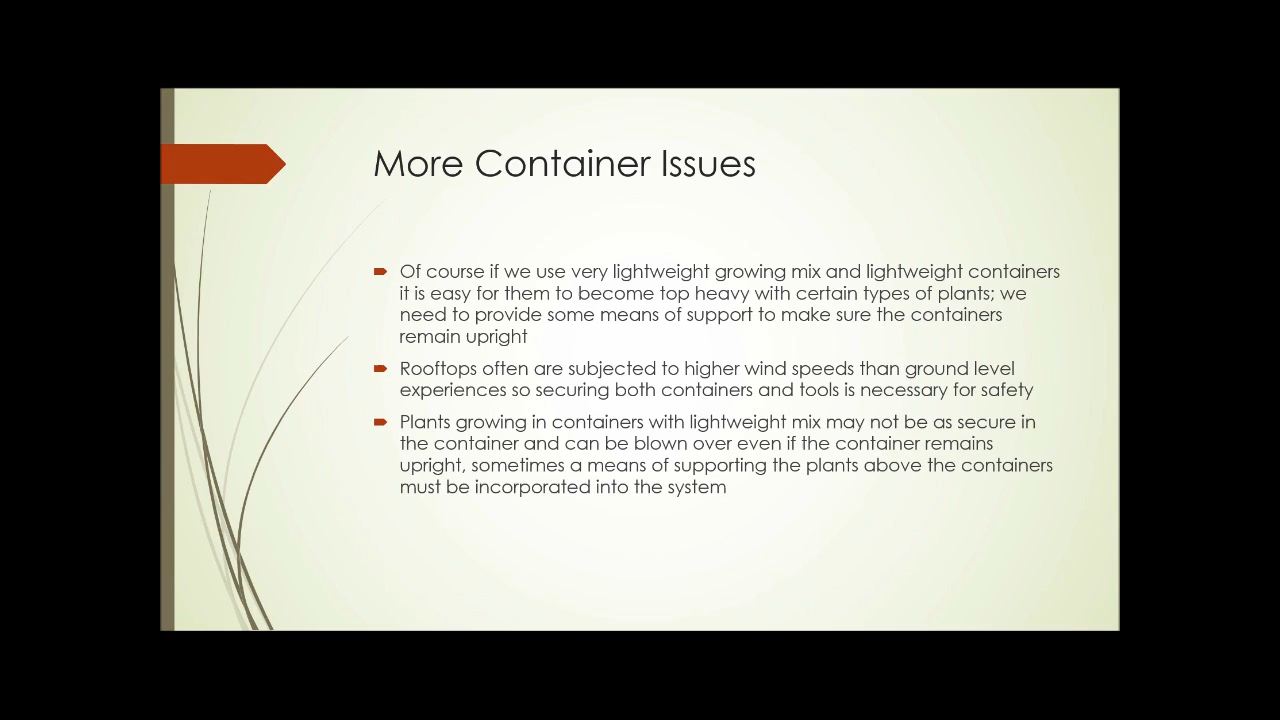 More Container Issues
Of course if we use very lightweight growing mix and lightweight containers
it is easy for them to become top heavy with certain types of plants; we
need to provide some means of support to make sure the containers
remain upright
Rooftops often are subjected to higher wind speeds than ground level
experiences so securing both containers and tools is necessary for safety
Plants growing in containers with lightweight mix may not be as secure in
the container and can be blown over even if the container remains
upright, sometimes a means of supporting the plants above the containers
must be incorporated into the system